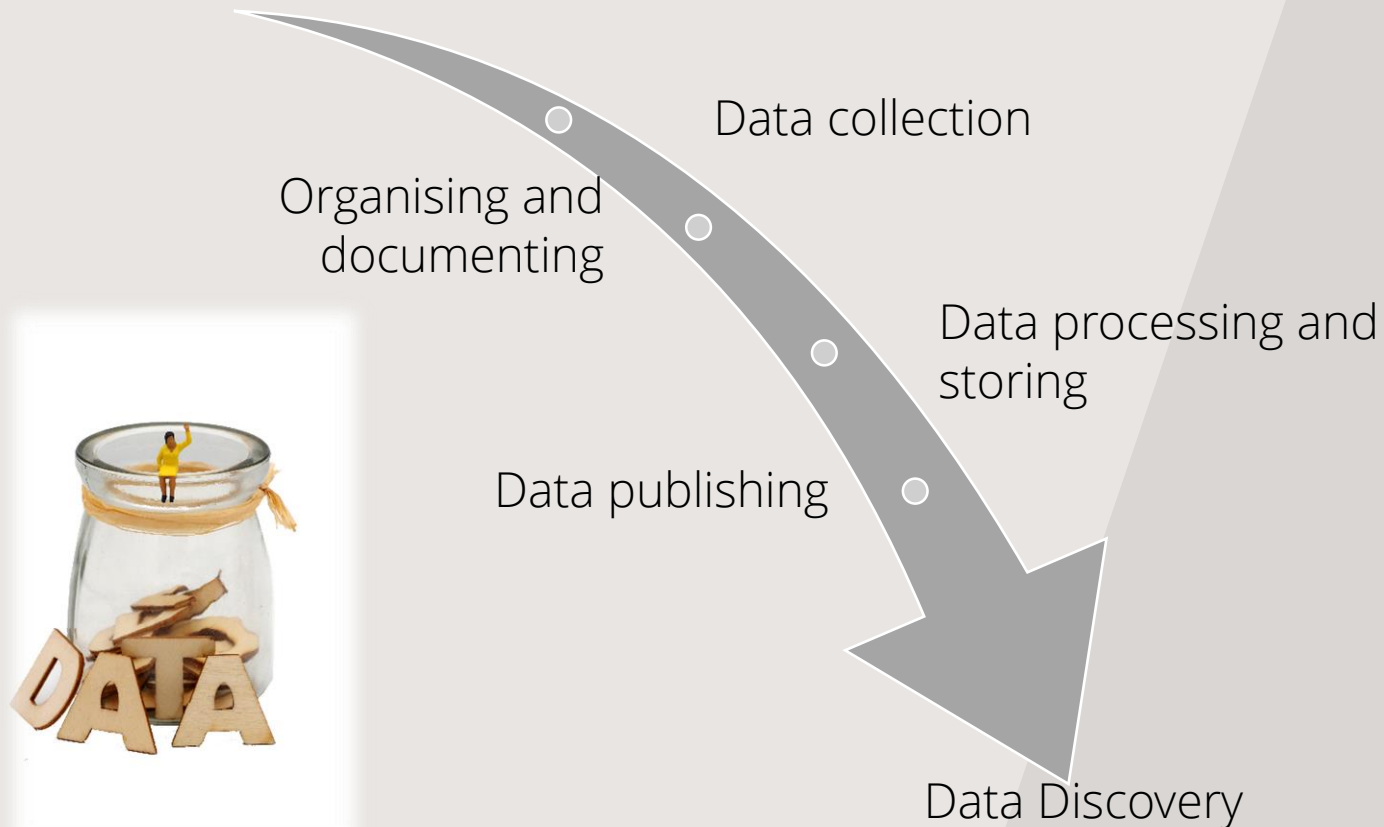 Data collection
Organising and
documenting
Data processing and
storing
Data publishing
DATA
Data Discovery